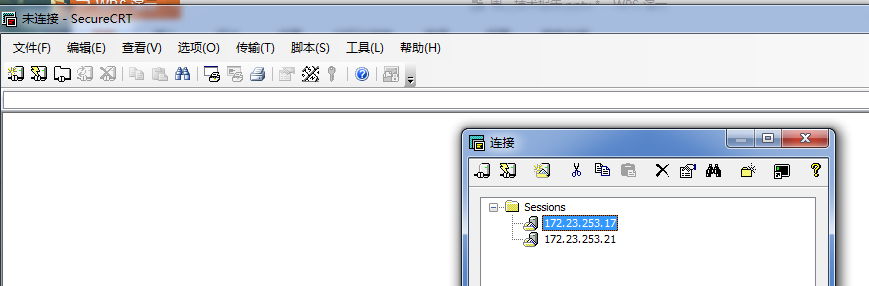 未连接 - SecureCRT
文件(F) 编辑(E) 查看(V) 选项(O) 传输(T) 脚本(S) 工具(L) 帮助(H)
连接
Sessions
172.23.253.17
172.23.253.21